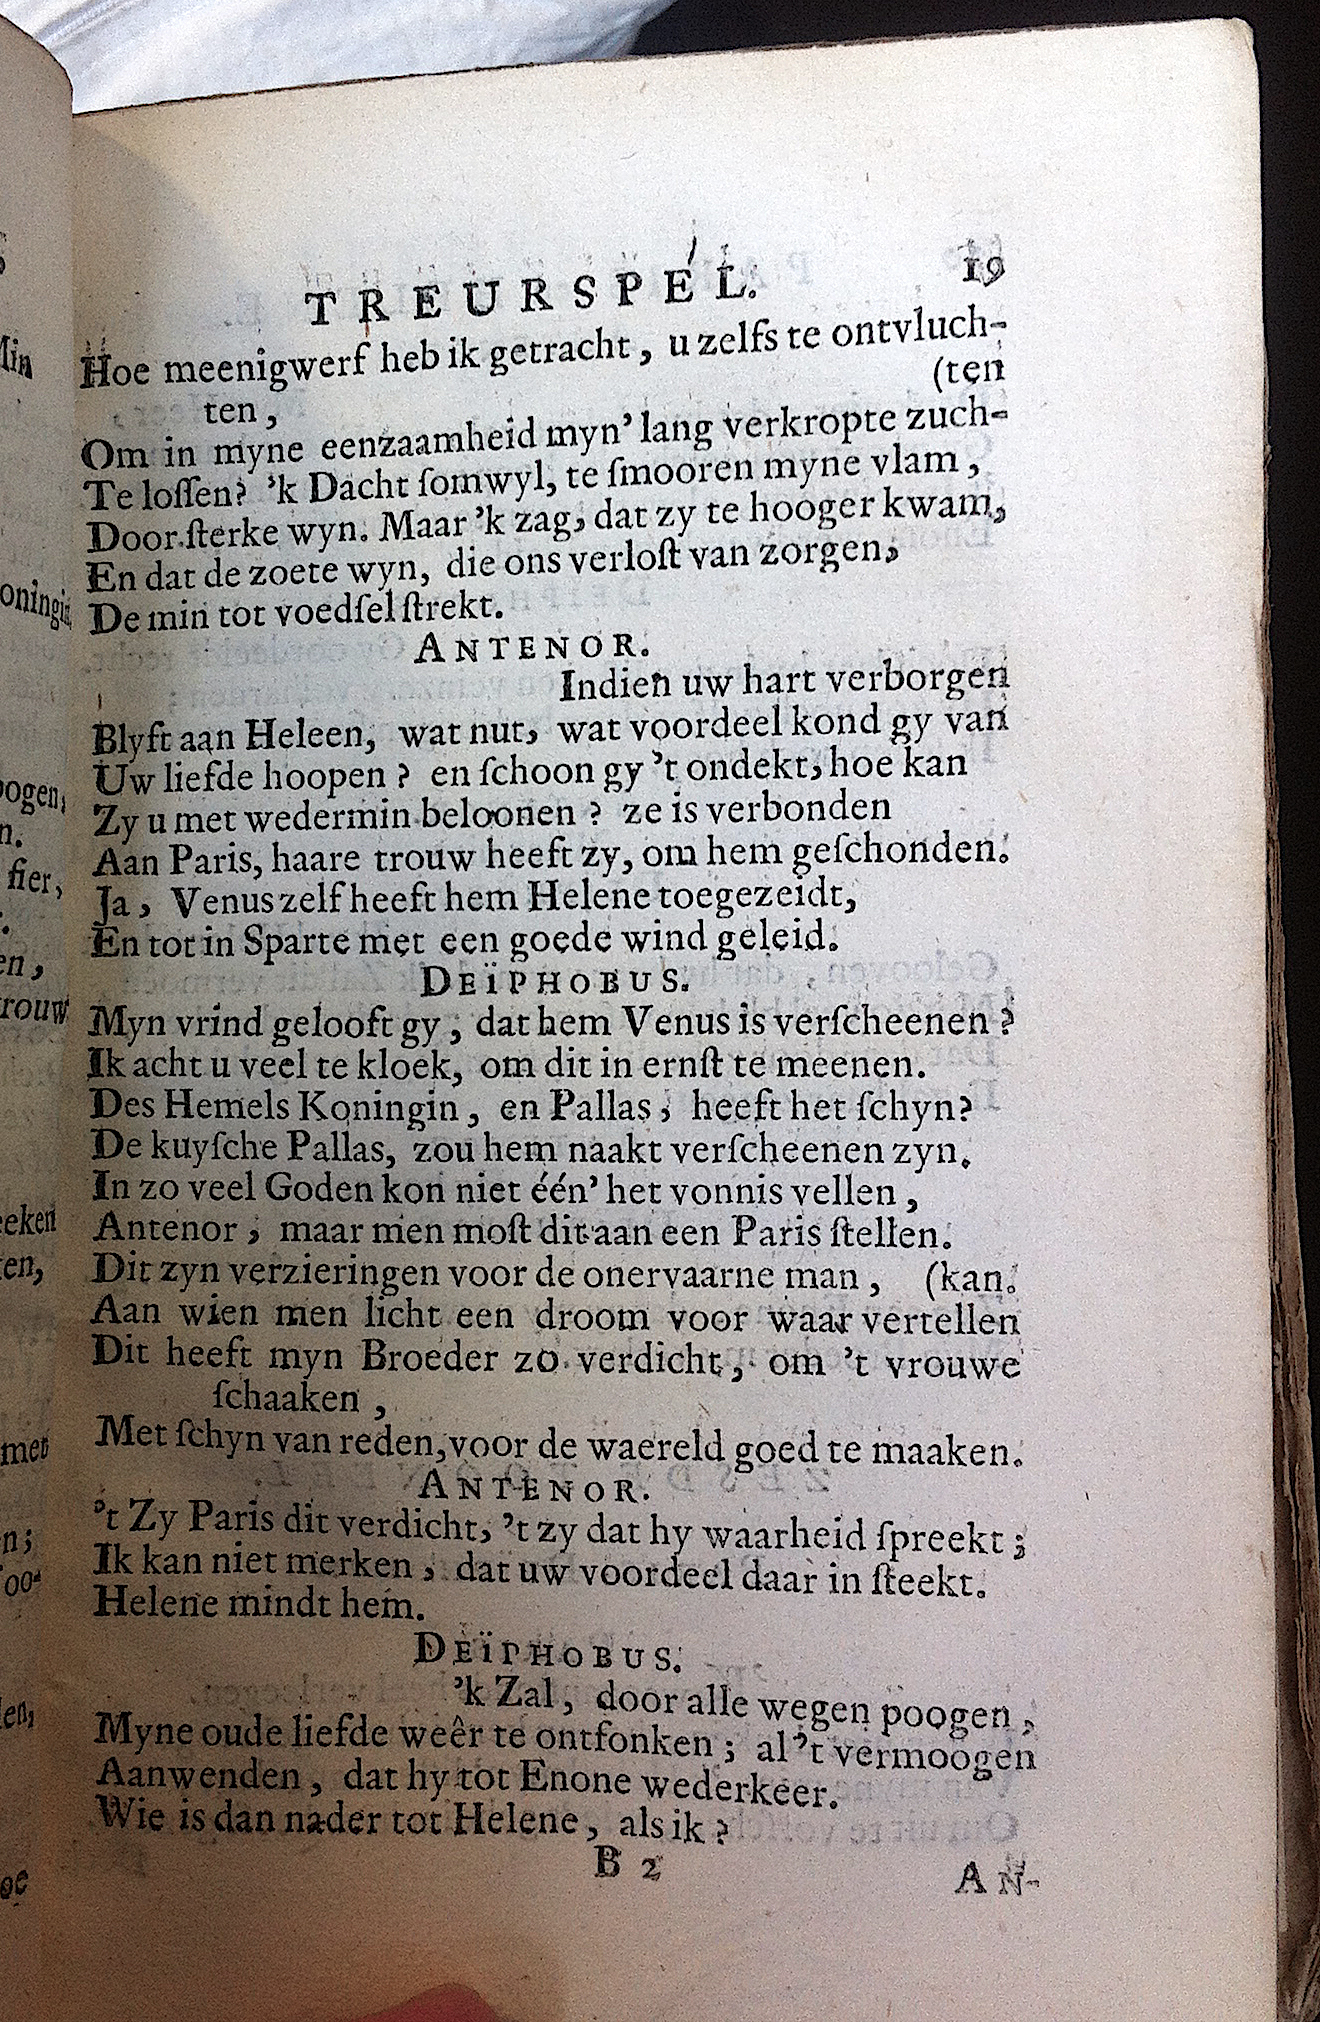 TREURSPEL. 19
Hoe meenigwerf heb ik getracht, u zelfs te ontvluch-
(ten
ten,
Om in myne eenzaamheid myn' lang verkropte zuch-
Te loſſen? 'k Dacht ſomwyl, te ſmooren myne vlam,
Door ſterke wyn. Maar 'k zag, dat zy te hooger kwam,
En dat de zoete wyn, die ons verloſt van zorgen,
De min tot voedſel ſtrekt.
ANTENOR.
Indien uw hart verborgen
Blyft aan Heleen, wat nut, wat voordeel kond gy van
Uw liefde hoopen? en ſchoon gy 't ondekt, hoe kan
Zy u met wedermin beloonen? ze is verbonden
Aan Paris, haare trouw heeft zy, om hem geſchonden.
Ja, Venus zelf heeft hem Helene toegezeidt,
En tot in Sparte met een goede wind geleid.
DEÏPHOBUS.
Myn vrind gelooft gy, dat hem Venus is verſcheenen?
Ik acht u veel te kloek, om dit in ernſt te meenen.
Des Hemels Koningin, en Pallas, heeft het ſchyn?
De kuyſche Pallas, zou hem naakt verſcheenen zyn.
In zo veel Goden kon niet één' het vonnis vellen,
Antenor, maar men moſt dit aan een Paris ſtellen.
Dit zyn verzieringen voor de onervaarne man, (kan.
Aan wien men licht een droom voor waar vertellen
Dit heeft myn Broeder zo verdicht, om 't vrouwe
ſchaaken,
Met ſchyn van reden, voor de waereld goed te maaken.
ANTENOR.
't Zy Paris dit verdicht, 't zy dat hy waarheid ſpreekt;
Ik kan niet merken, dat uw voordeel daar in ſteekt.
Helene mindt hem.
DEÏPHOBUS.
'k Zal, door alle wegen poogen,
Myne oude liefde weêr te ontfonken; al 't vermoogen
Aanwenden, dat hy tot Enone wederkeer.
Wie is dan nader tot Helene, als ik?
B 2 AN-